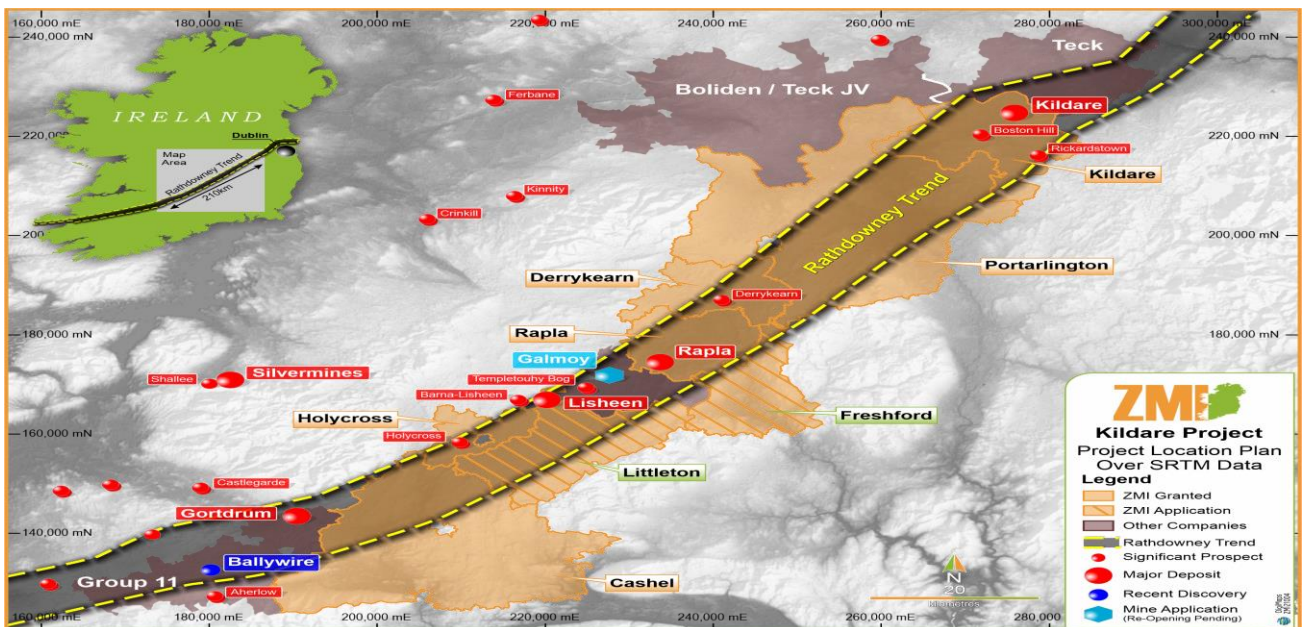 160,000 mE
180,000 mE
200,000 mE
220,000 mE
240,000 mE
260,000 mE
280,000 mE
300,000 mE
240,000 mN
240,000 mN
Teck
Boliden / Teck JV
Ferbane
Kildare
IRELAND
Dublin
220,000
220,000 mN
Boston Hill
Map
Area
Rathdowney Trend
210km
Rickardstown
Kildare
Kinnity
Crinkill
200,000 mN
200,000 mN
Rathdowney Trend
Portarlington
Derrykearn
Derrykearn
180,000 mN
180,000 mN
Rapla
Rapla
Galmoy
Silvermines
Shallee
Templetouhy Bog
Barna-Lisheen
Lisheen
Holycross
Freshford
Holycross
160,000 mN
Littleton
Castlegarde
Gortdrum
140,000 mN
140,000 mN
Ballywire
Group 11
Cashel
Aherlow
N
20
kilometres
160,000 mE
180,000 mE
200,000 mE
220,000 mE
240,000 mE
260,000 mE
280,000 mE
ZMI
Kildare Project
Project Location Plan
Over SRTM Data
Legend
ZMI Granted
ZMI Application
Other Companies
Rathdowney Trend
Significant Prospect
Major Deposit
Recent Discovery
Mine Application
(Re-Opening Pending)
DigMaps